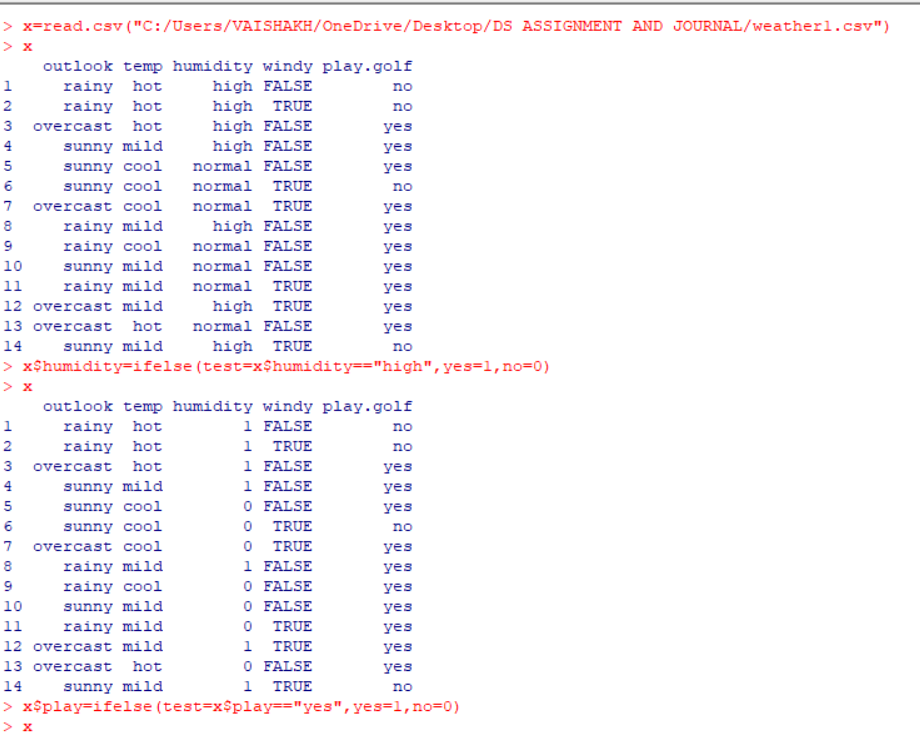 > x=read.csv("C:/Users/VAISHAKH/OneDrive/Desktop/DS ASSIGNMENT AND JOURNAL/weather1.csv")
> x
    outlook temp humidity windy play.golf
1     rainy  hot     high FALSE        no
2     rainy  hot     high  TRUE        no
3  overcast  hot     high FALSE       yes
4     sunny mild     high FALSE       yes
5     sunny cool   normal FALSE       yes
6     sunny cool   normal  TRUE        no
7  overcast cool   normal  TRUE       yes
8     rainy mild     high FALSE       yes
9     rainy cool   normal FALSE       yes
10    sunny mild   normal FALSE       yes
11    rainy mild   normal  TRUE       yes
12 overcast mild     high  TRUE       yes
13 overcast  hot   normal FALSE       yes
14    sunny mild     high  TRUE        no
> x$humidity=ifelse(test=x$humidity=="high",yes=1,no=0)
> x
    outlook temp humidity windy play.golf
1     rainy  hot        1 FALSE        no
2     rainy  hot        1  TRUE        no
3  overcast  hot        1 FALSE       yes
4     sunny mild        1 FALSE       yes
5     sunny cool        0 FALSE       yes
6     sunny cool        0  TRUE        no
7  overcast cool        0  TRUE       yes
8     rainy mild        1 FALSE       yes
9     rainy cool        0 FALSE       yes
10    sunny mild        0 FALSE       yes
11    rainy mild        0  TRUE       yes
12 overcast mild        1  TRUE       yes
13 overcast  hot        0 FALSE       yes
14    sunny mild        1  TRUE        no
> x$play=ifelse(test=x$play=="yes",yes=1,no=0)
> x